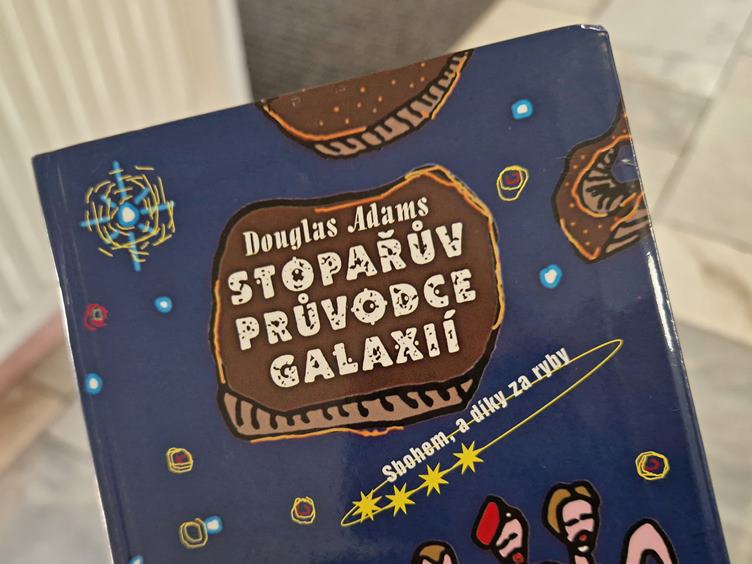 Douglas Adams
STOPAŘŮV
PRŮVODCE
GALAXIÍ
Sbohem, a díky za ryby